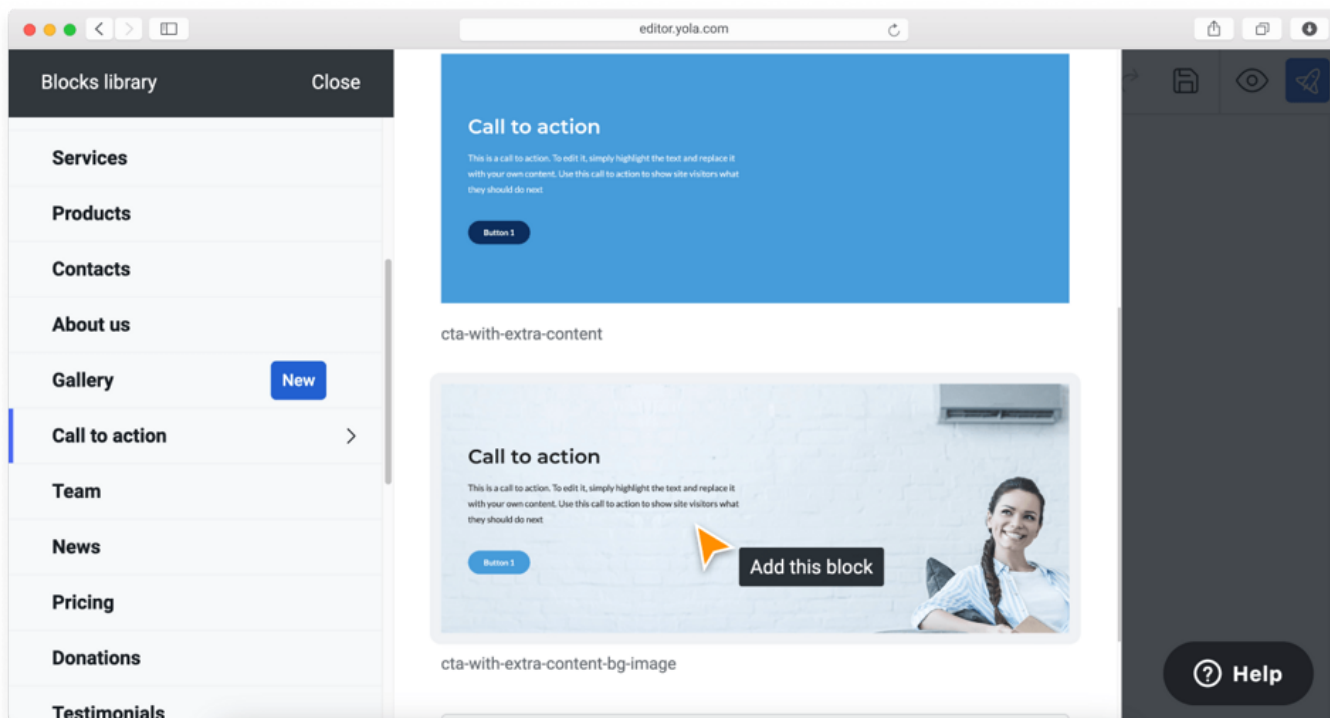 editor.yola.com
Blocks library
Close
Services
Products
Contacts
About us
Gallery
New
Call to action
Team
News
Pricing
Donations
Testimonials
Call to action
This is a call to action. To edit it, simply highlight the text and replace it
with your own content. Use this call to action to show site visitors what
they should do next
Button 1
cta-with-extra-content
Call to action
This is a call to action. To edit it, simply highlight the text and replace it
with your own content. Use this call to action to show site visitors what
they should do next
Button 1
Add this block
cta-with-extra-content-bg-image
Help